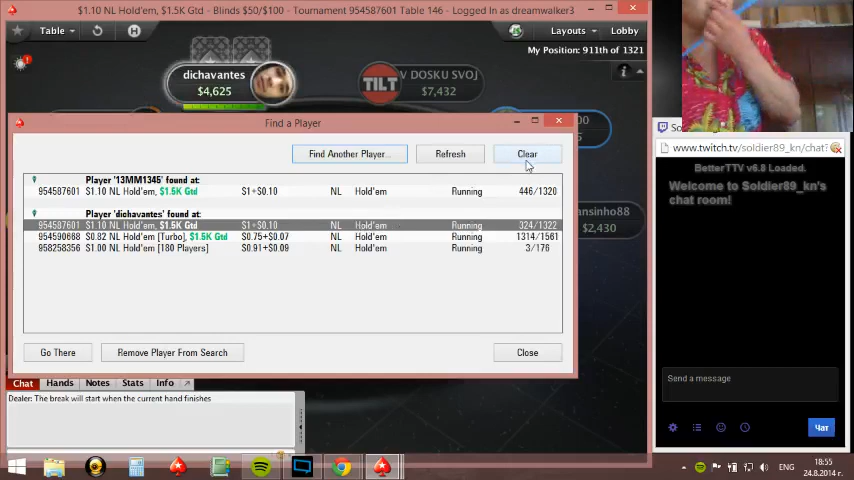 $1.10 NL Hold'em, $1.5K Gtd - Blinds $50/$100 - Tournament 954587601 Table 146 - Logged In as dreamwalker3
Table
H
Layouts
Lobby
My Position: 911th of 1321
dichavantes
$4,625
TILT
V DOSKU SVOJ
$7,432
Find a Player
Find Another Player...
Refresh
Clear
Player '13MM1345' found at:
954587601 $1.10 NL Hold'em, $1.5K Gtd $1+$0.10 NL Hold'em Running 446/1320
Player 'dichavantes' found at:
954587601 $1.10 NL Hold'em, $1.5K Gtd $1+$0.10 NL Hold'em Running 324/1322
954590668 $0.82 NL Hold'em [Turbo], $1.5K Gtd $0.75+$0.07 NL Hold'em Running 1314/1561
958258356 $1.00 NL Hold'em [180 Players] $0.91+$0.09 NL Hold'em Running 3/176
ansinho88
$2,430
Go There
Remove Player From Search
Close
Chat Hands Notes Stats Info
Dealer: The break will start when the current hand finishes
www.twitch.tv/soldier89_kn/chat?
BetterTTV v6.8 Loaded.
Welcome to Soldier89_kn's
chat room!
Send a message
Чат
ENG
18:55
24.8.2014 г.